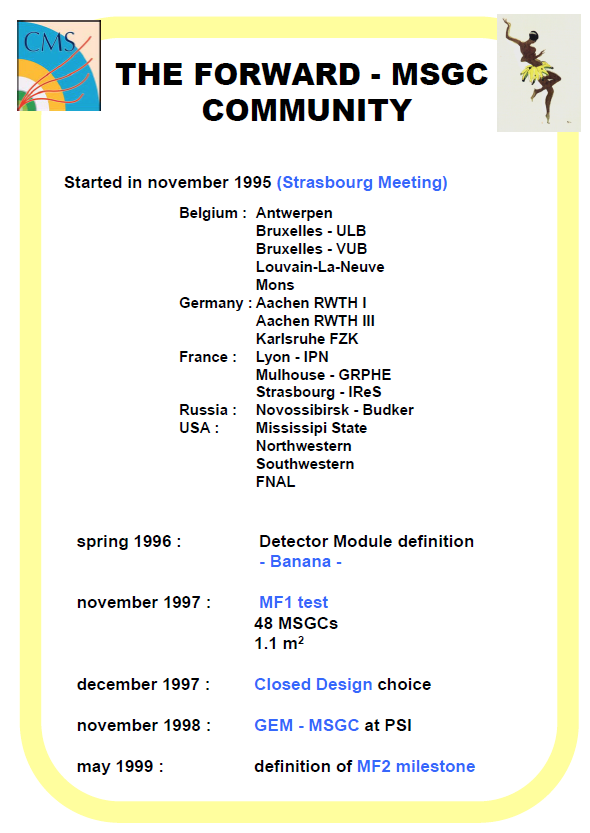 CMS
THE FORWARD - MSGC
COMMUNITY
Started in november 1995 (Strasbourg Meeting)
Belgium : Antwerpen
Bruxelles - ULB
Bruxelles - VUB
Louvain-La-Neuve
Mons
Germany : Aachen RWTH I
Aachen RWTH III
Karlsruhe FZK
France : Lyon - IPN
Mulhouse - GRPHE
Strasbourg - IReS
Russia : Novossibirsk - Budker
USA : Mississipi State
Northwestern
Southwestern
FNAL
spring 1996 : Detector Module definition
- Banana -
november 1997 : MF1 test
48 MSGCs
1.1 m²
december 1997 : Closed Design choice
november 1998 : GEM - MSGC at PSI
may 1999 : definition of MF2 milestone